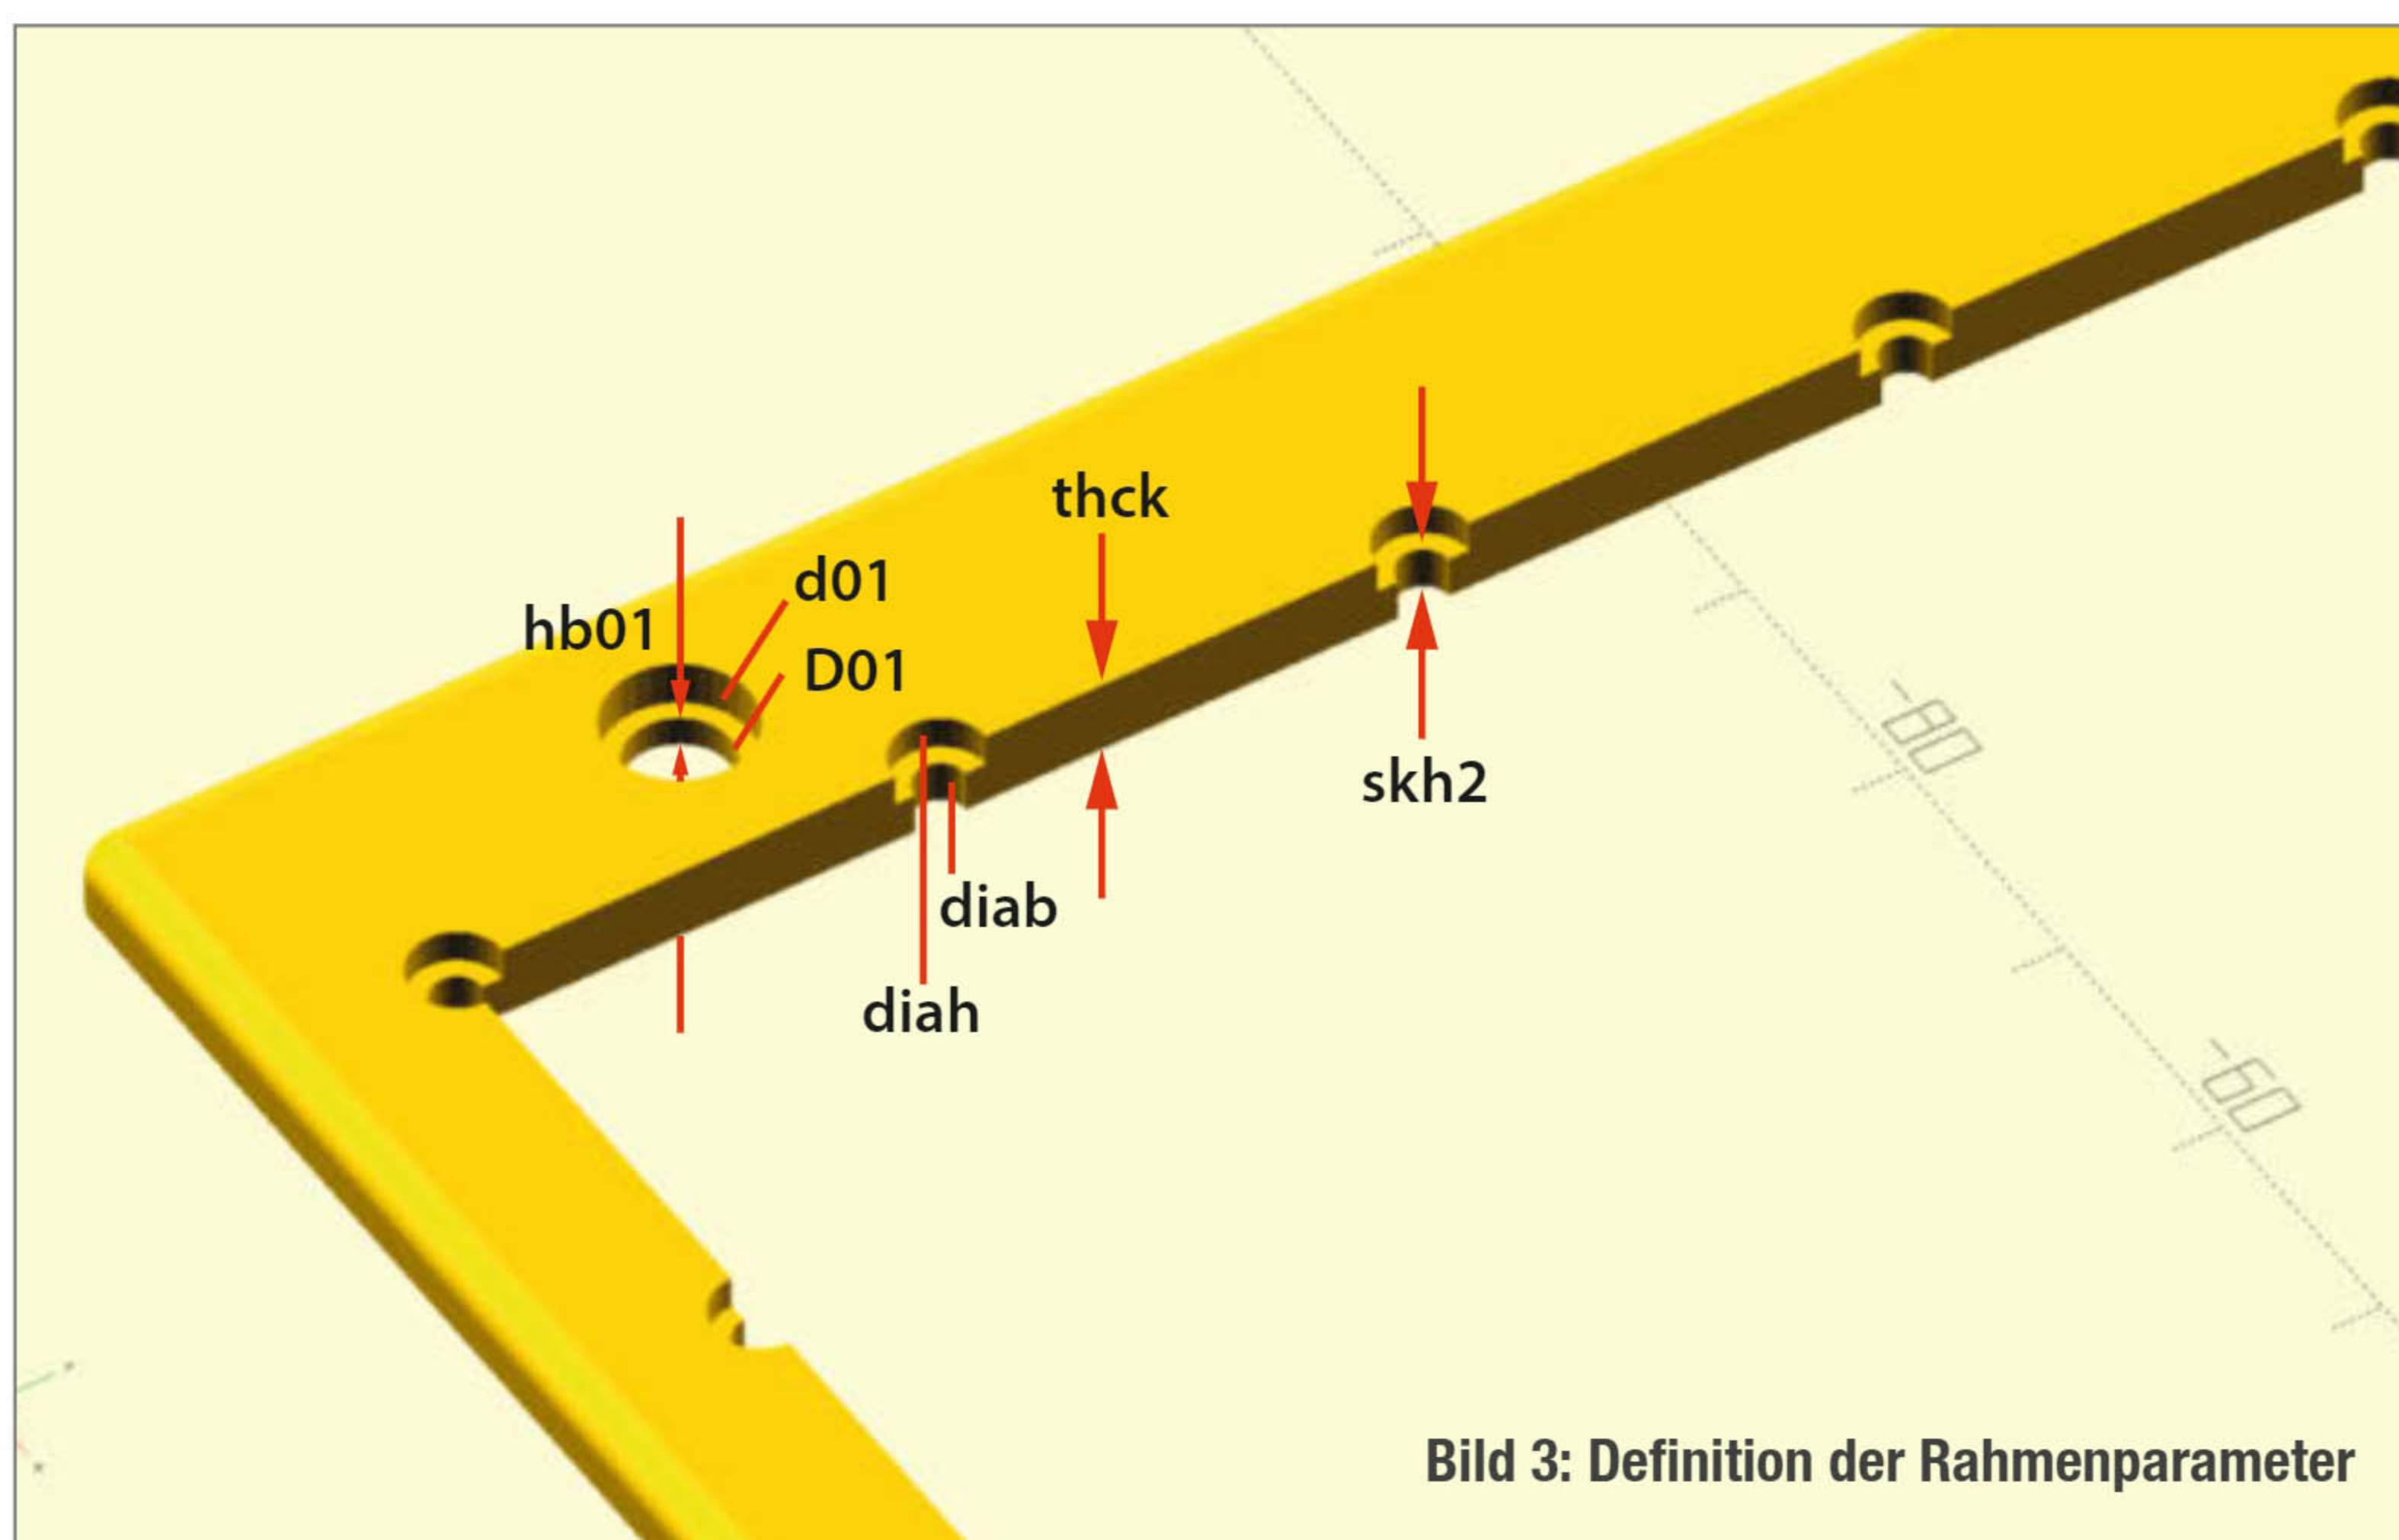 thck
d01
hb01
D01
-80
skh2
diab
diah
-60
Bild 3: Definition der Rahmenparameter